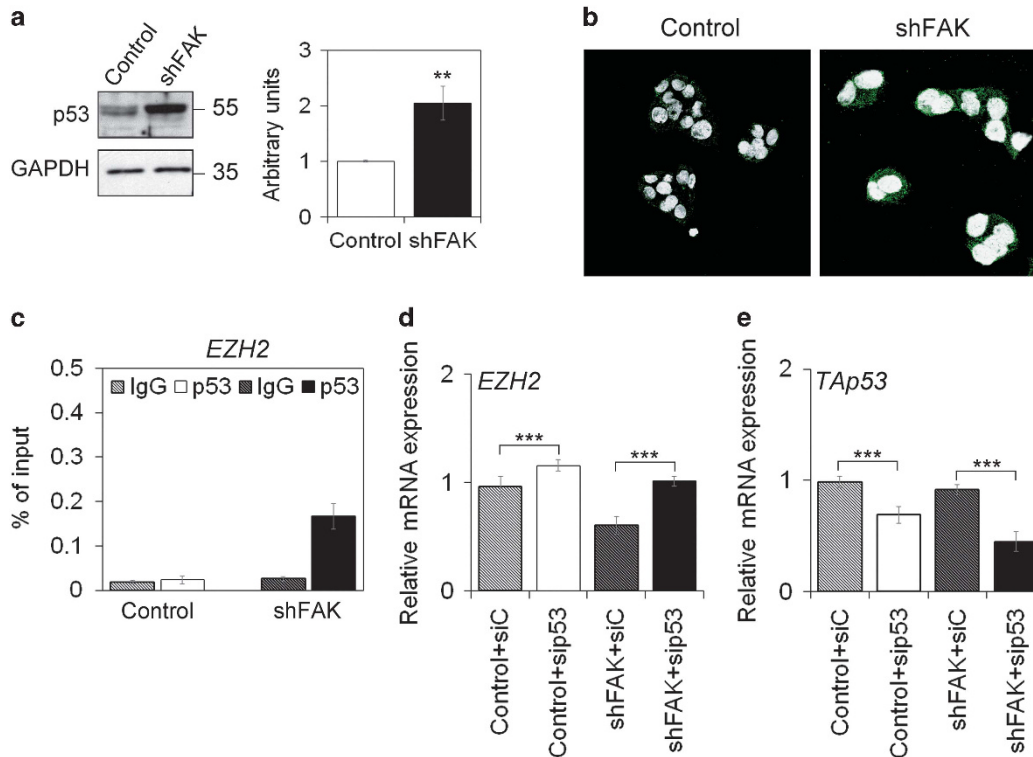 a
Control
shFAK
p53
55
GAPDH
35
Arbitrary units
3
2
1
0
**
Control shFAK
b
Control
shFAK
c
EZH2
% of input
0.5
0.4
0.3
0.2
0.1
0
IgG p53 IgG p53
Control
shFAK
d
Relative mRNA expression
2
1
0
EZH2
***
***
Control+siC
Control+sip53
shFAK+siC
shFAK+sip53
e
Relative mRNA expression
2
1
0
TAp53
***
***
Control+siC
Control+sip53
shFAK+siC
shFAK+sip53